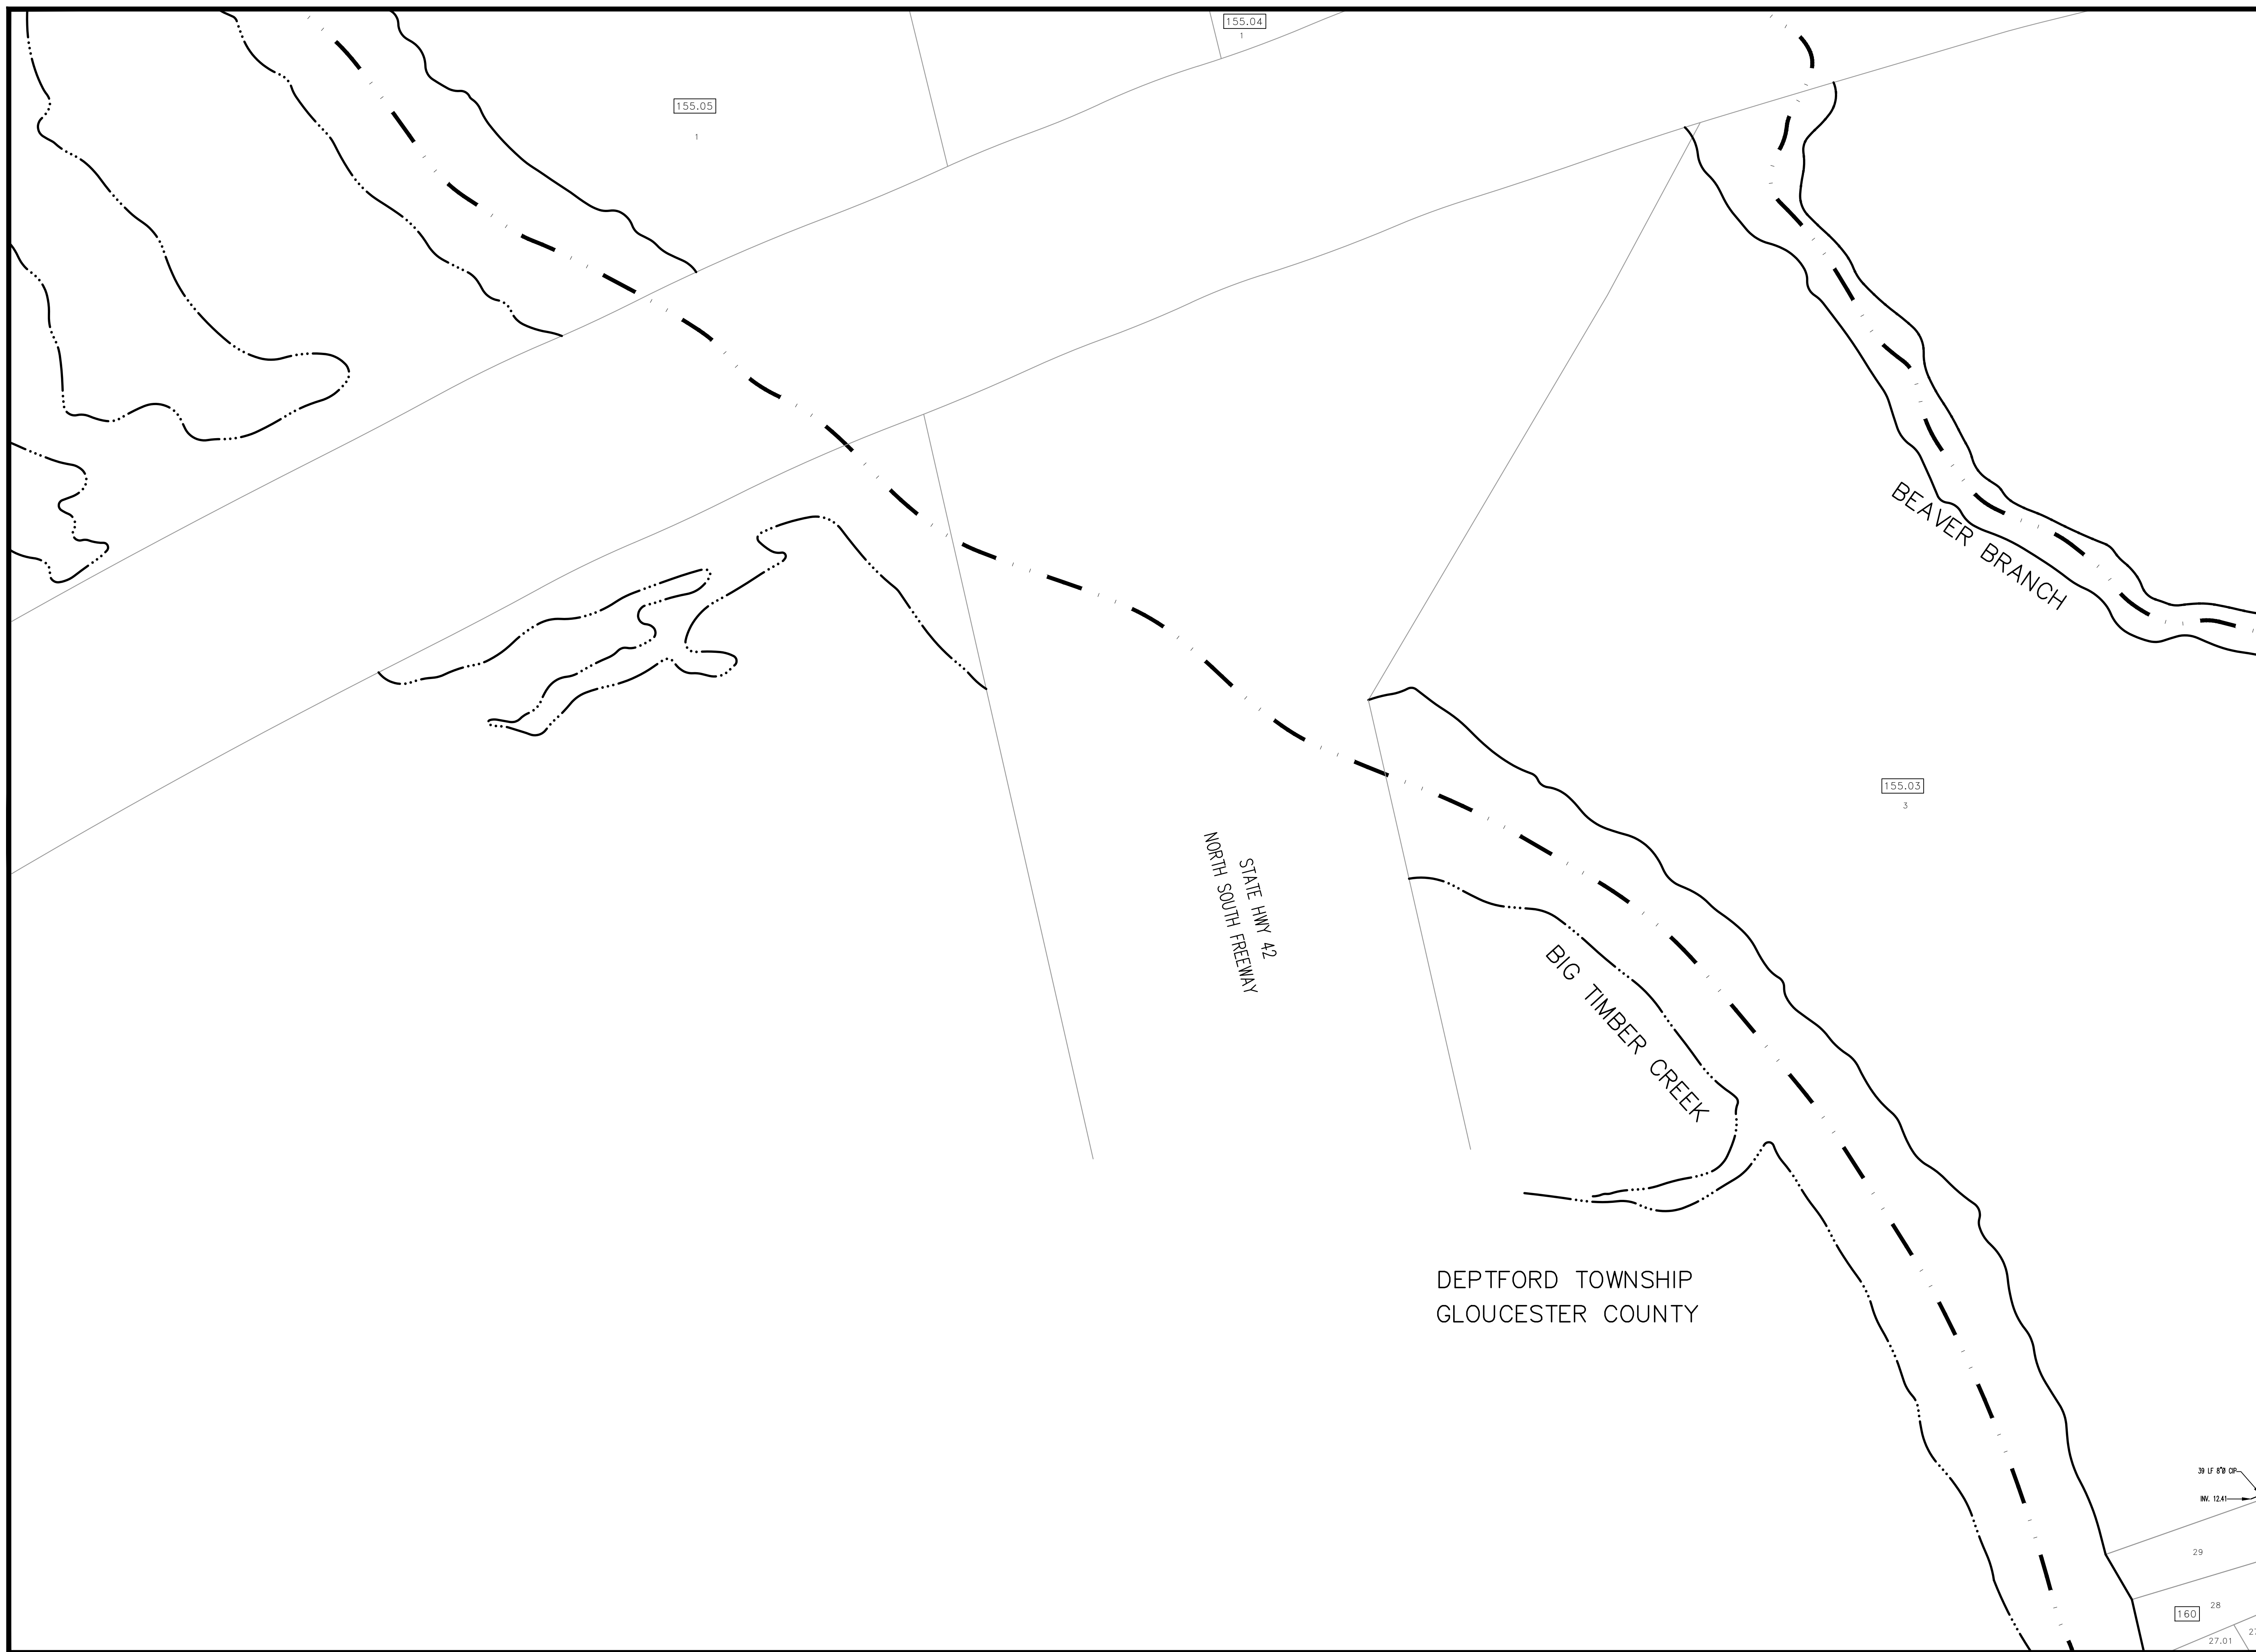 155.04
1
155.05
1
BEAVER BRANCH
155.03
3
STATE HWY 42
NORTH SOUTH FREEWAY
BIG TIMBER CREEK
DEPTFORD TOWNSHIP
GLOUCESTER COUNTY
39 LF 8"Ø CIP
INV. 12.41
29
28
160
27.01